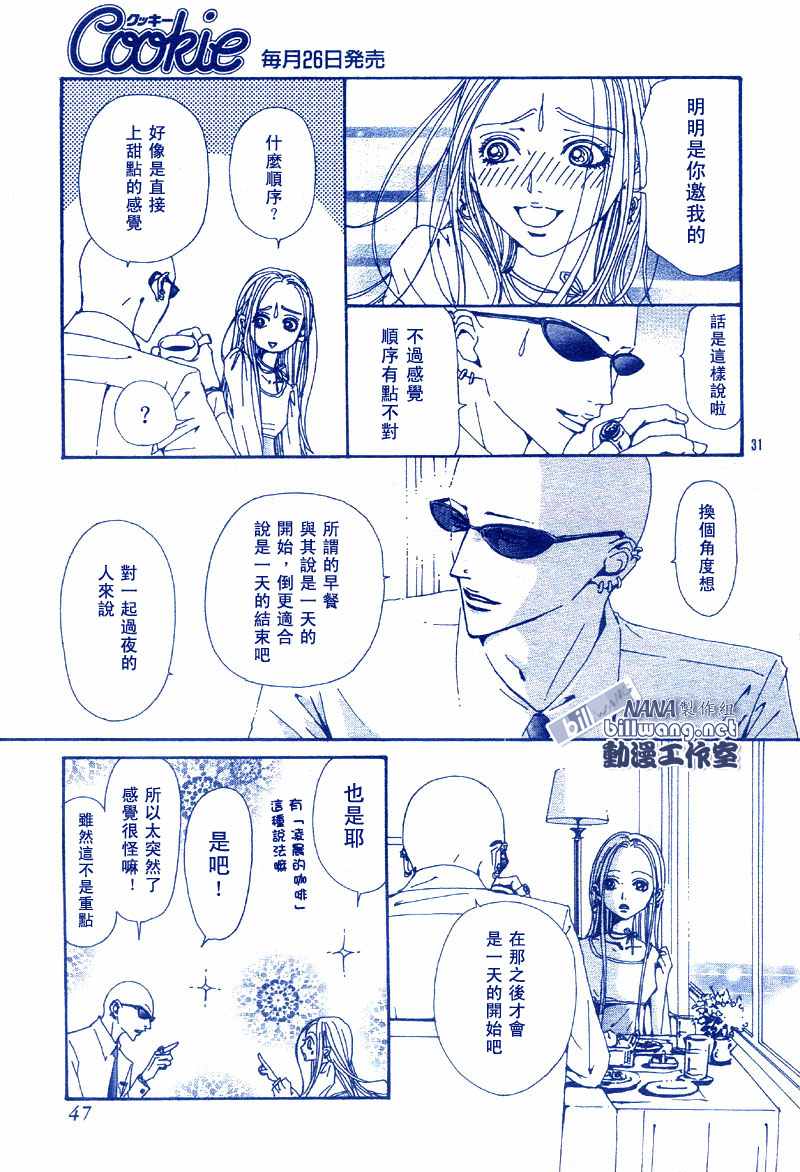 クッキー
Cookie
毎月26日発売
明明是你邀我的
什麼順序？
好像是直接
上甜點的感覺
？
話是這樣說啦
不過感覺
順序有點不對
31
換個角度想
所謂的早餐
與其說是一天的
開始，倒更適合
說是一天的結束吧
對一起過夜的
人來說
bill
NANA製作組
billwang.net
動漫工作室
在那之後才會
是一天的開始吧
也是耶
有「凌晨的咖啡」
這種說法嘛
是吧！
所以太突然了
感覺很怪嘛！
雖然這不是重點
47